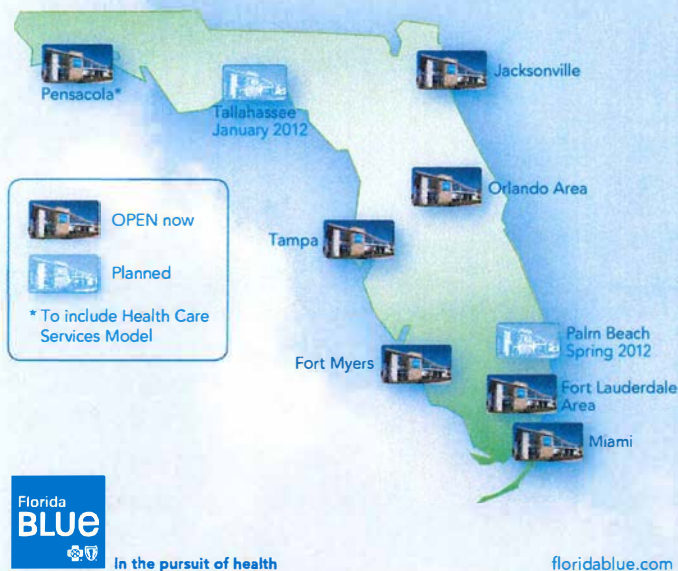 Jacksonville
Pensacola*
Tallahassee
January 2012
Orlando Area
OPEN now
Tampa
Planned
* To include Health Care
Services Model
Palm Beach
Spring 2012
Fort Myers
Fort Lauderdale
Area
Miami
Florida
BLUE
In the pursuit of health
floridablue.com